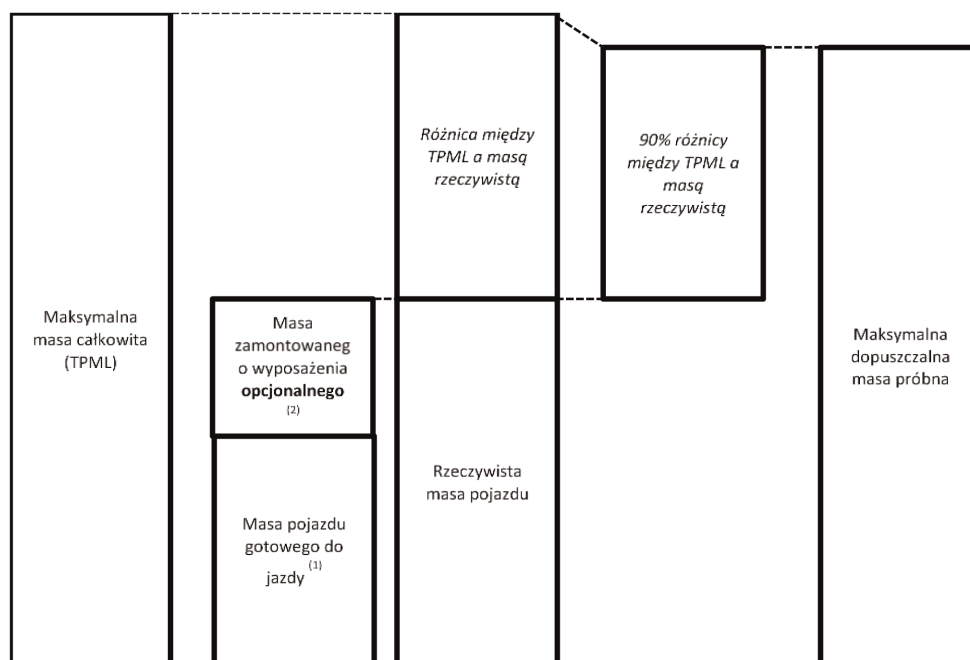 Maksymalna
masa całkowita
(TPML)
Masa
zamontowaneg
o wyposażenia
opcjonalnego
(2)
Masa pojazdu
gotowego do
jazdy (1)
Różnica między
TPML a masą
rzeczywistą
Rzeczywista
masa pojazdu
90% różnicy
między TPML a
masą
rzeczywistą
Maksymalna
dopuszczalna
masa próbna